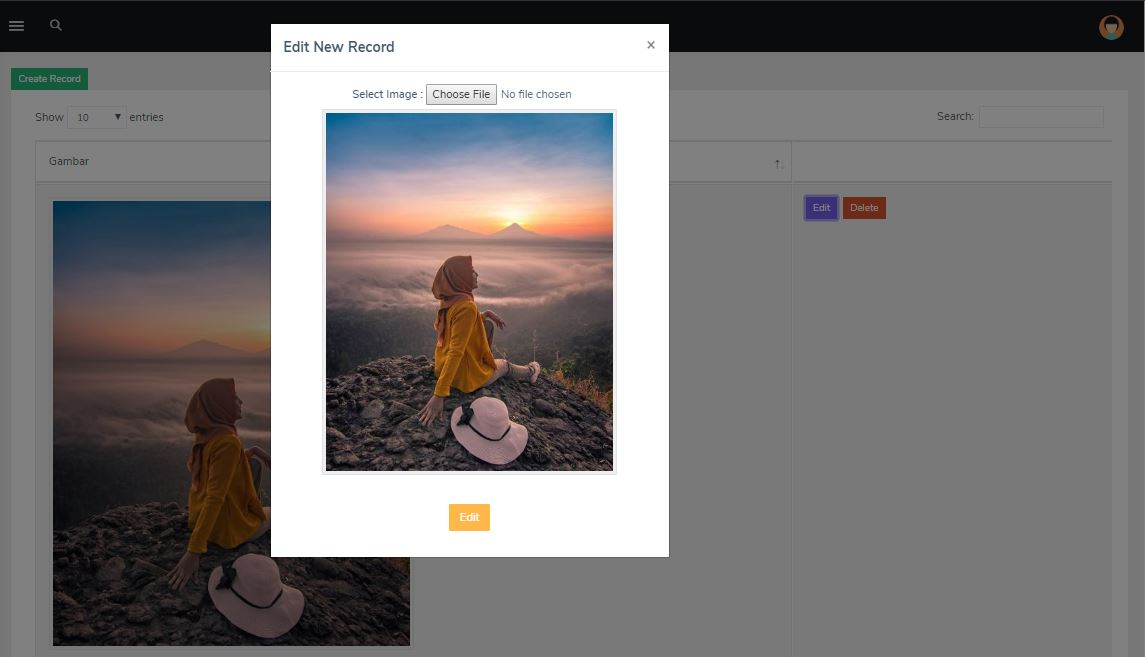 Edit New Record ×
Create Record
Select Image : Choose File No file chosen
Show 10 entries
Search:
Gambar
Edit Delete
Edit